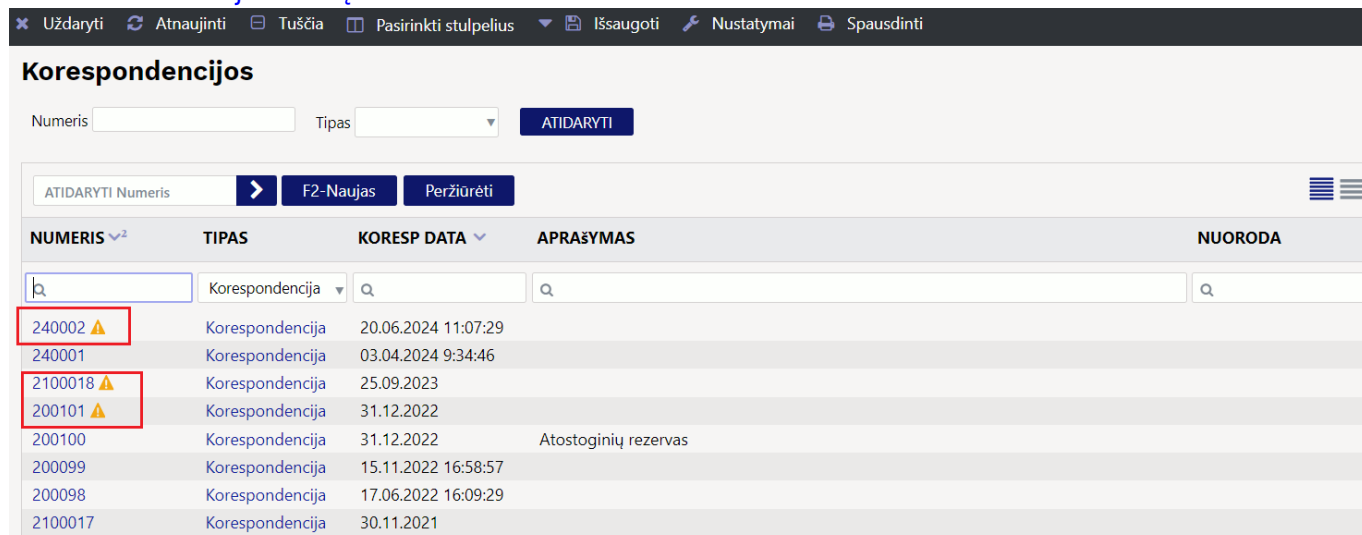 Uždaryti Atnaujinti Tuščia Pasirinkti stulpelius Išsaugoti Nustatymai Spausdinti
Korespondencijos
Numeris Tipas ATIDARYTI
ATIDARYTI Numeris F2-Naujas Peržiūrėti
NUMERIS 2 TIPAS KORESP DATA APRAšYMAS NUORODA
Korespondencija
240002 Korespondencija 20.06.2024 11:07:29
240001 Korespondencija 03.04.2024 9:34:46
2100018 Korespondencija 25.09.2023
200101 Korespondencija 31.12.2022
200100 Korespondencija 31.12.2022 Atostoginių rezervas
200099 Korespondencija 15.11.2022 16:58:57
200098 Korespondencija 17.06.2022 16:09:29
2100017 Korespondencija 30.11.2021